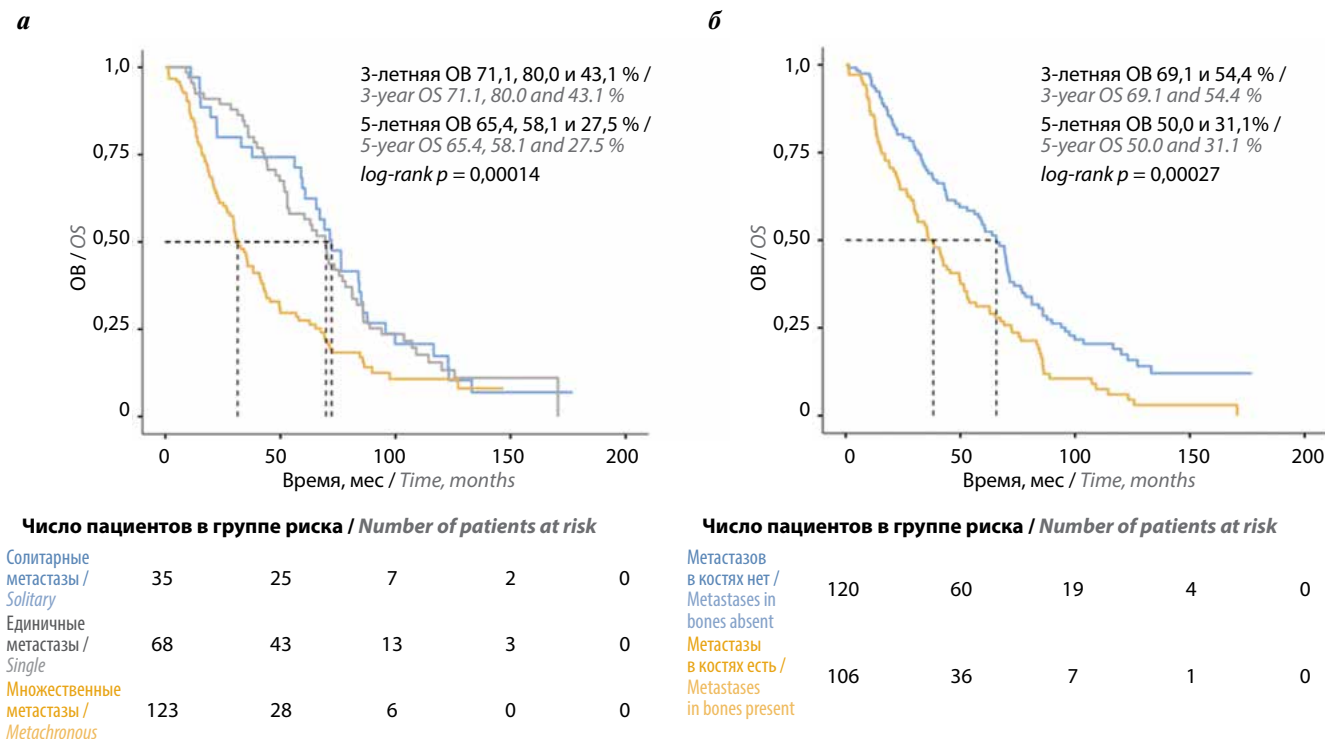 а
1,0
0,75
0,50
0,25
0
ОВ / OS
3-летняя ОВ 71,1, 80,0 и 43,1 % /
3-year OS 71.1, 80.0 and 43.1 %
5-летняя ОВ 65,4, 58,1 и 27,5 % /
5-year OS 65.4, 58.1 and 27.5 %
log-rank p = 0,00014
0 50 100 150 200
Время, мес / Time, months
Число пациентов в группе риска / Number of patients at risk
Солитарные
метастазы /
Solitary
35 25 7 2 0
Единичные
метастазы /
Single
68 43 13 3 0
Множественные
метастазы /
Metachronous
123 28 6 0 0
б
1,0
0,75
0,50
0,25
0
ОВ / OS
3-летняя ОВ 69,1 и 54,4 % /
3-year OS 69.1 and 54.4 %
5-летняя ОВ 50,0 и 31,1% /
5-year OS 50.0 and 31.1 %
log-rank p = 0,00027
0 50 100 150 200
Время, мес / Time, months
Число пациентов в группе риска / Number of patients at risk
Метастазов
в костях нет /
Metastases in
bones absent
120 60 19 4 0
Метастазы
в костях есть /
Metastases
in bones present
106 36 7 1 0